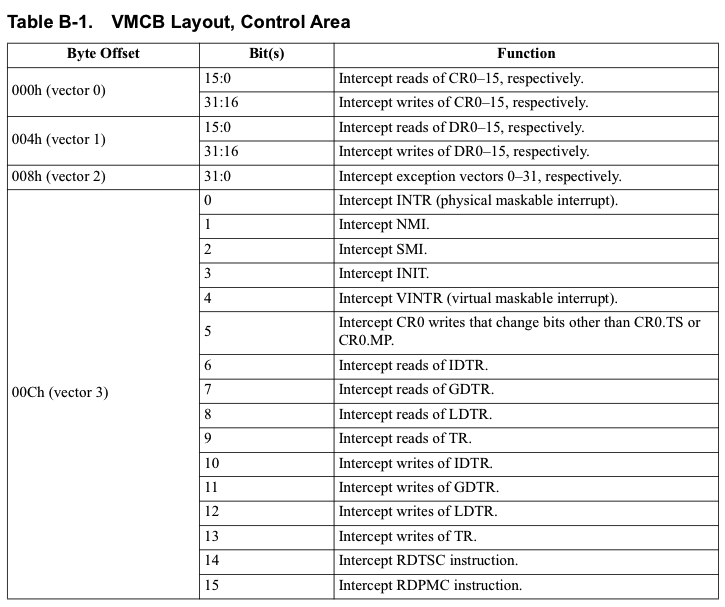 Table B-1. VMCB Layout, Control Area
Byte Offset Bit(s) Function
000h (vector 0) 15:0 Intercept reads of CR0–15, respectively.
31:16 Intercept writes of CR0–15, respectively.
004h (vector 1) 15:0 Intercept reads of DR0–15, respectively.
31:16 Intercept writes of DR0–15, respectively.
008h (vector 2) 31:0 Intercept exception vectors 0–31, respectively.
00Ch (vector 3) 0 Intercept INTR (physical maskable interrupt).
1 Intercept NMI.
2 Intercept SMI.
3 Intercept INIT.
4 Intercept VINTR (virtual maskable interrupt).
5 Intercept CR0 writes that change bits other than CR0.TS or
CR0.MP.
6 Intercept reads of IDTR.
7 Intercept reads of GDTR.
8 Intercept reads of LDTR.
9 Intercept reads of TR.
10 Intercept writes of IDTR.
11 Intercept writes of GDTR.
12 Intercept writes of LDTR.
13 Intercept writes of TR.
14 Intercept RDTSC instruction.
15 Intercept RDPMC instruction.